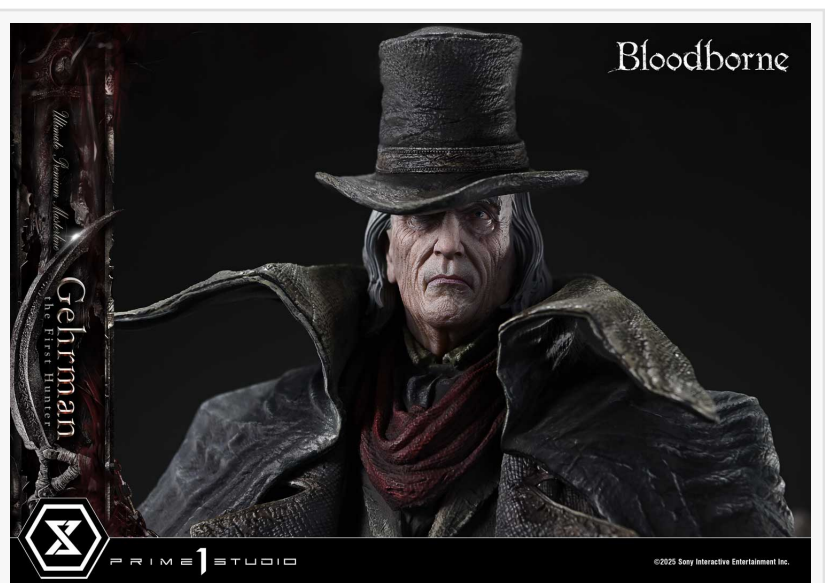 Bloodborne
Ultimate Premium Masterline
Gehrman
the First Hunter
PRIME 1 STUDIO
©2025 Sony Interactive Entertainment Inc.